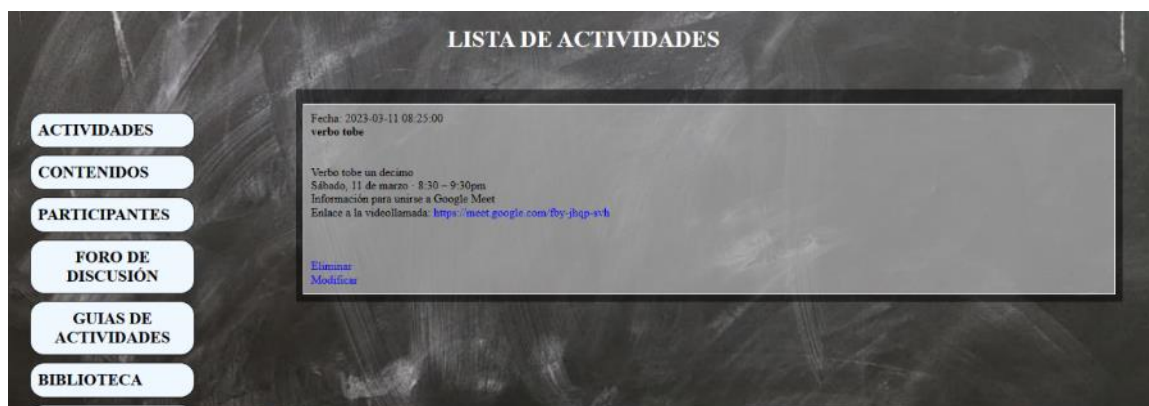 LISTA DE ACTIVIDADES
ACTIVIDADES
CONTENIDOS
PARTICIPANTES
FORO DE
DISCUSIÓN
GUIAS DE
ACTIVIDADES
BIBLIOTECA
Fecha: 2023-03-11 08:25:00
verbo tobe
Verbo tobe un decimo
Sábado, 11 de marzo · 8:30 – 9:30pm
Información para unirse a Google Meet
Enlace a la videollamada: https://meet.google.com/fby-jhqp-svh
Eliminar
Modificar